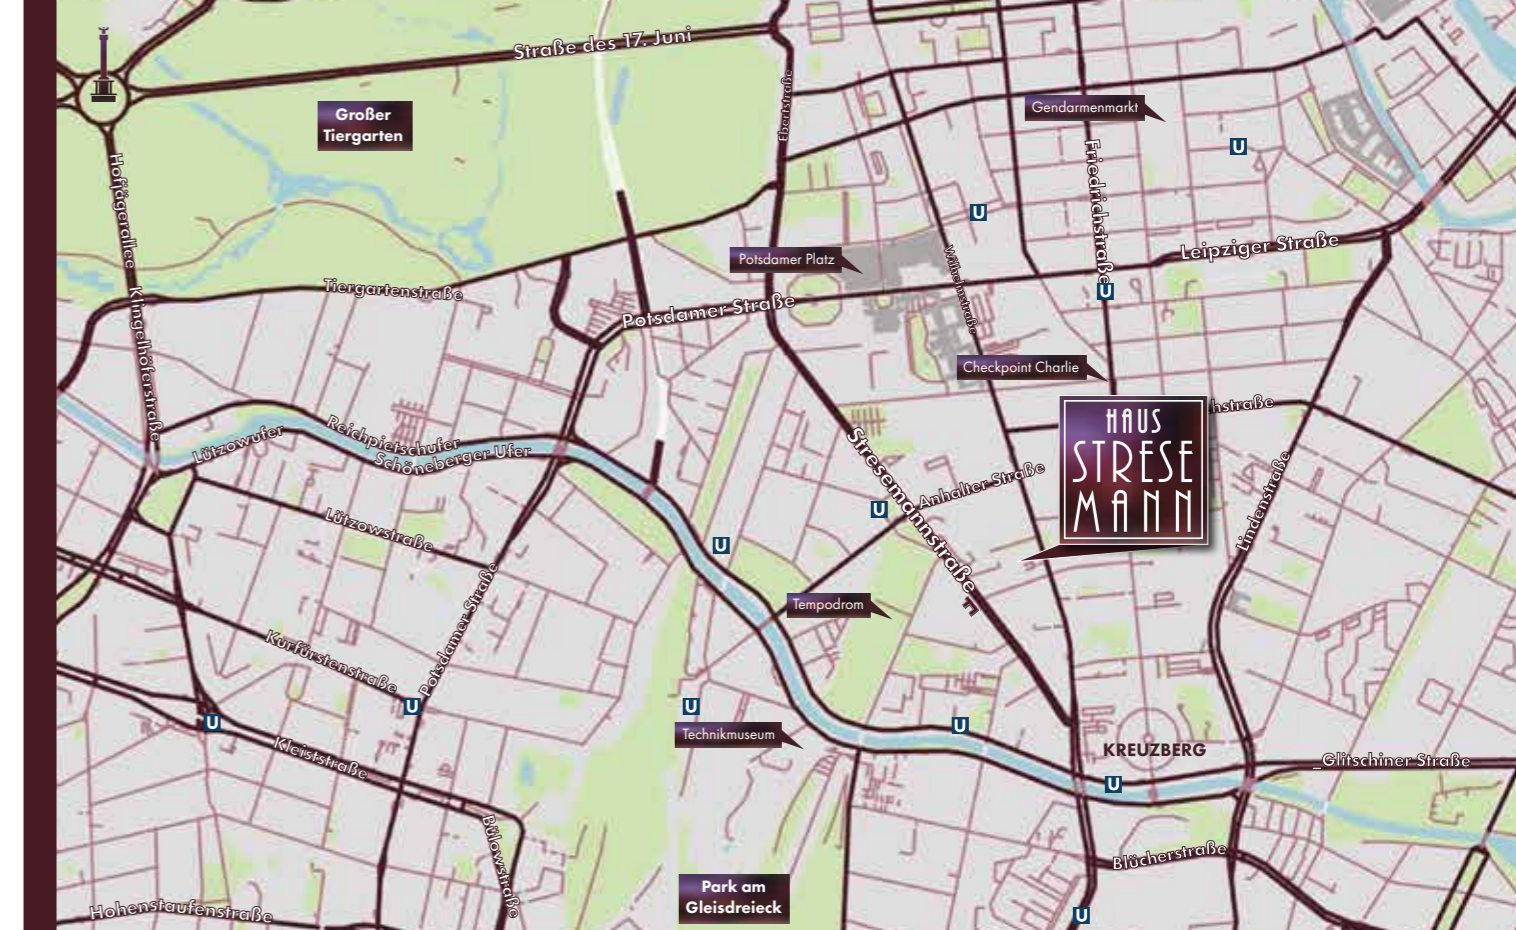 Straße des 17. Juni
Großer
Tiergarten
Ebertstraße
Gendarmenmarkt
U
Hofjägerallee
Friedrichstraße
U
Leipziger Straße
Potsdamer Platz
Wilhelmstraße
Tiergartenstraße
Klingelhöferstraße
Potsdamer Straße
U
Checkpoint Charlie
HAUS
STRESE
MANN
hstraße
Reichpietschufer
Lützowufer
Schöneberger Ufer
Stresemannstraße
Anhalter Straße
Lindenstraße
U
Lützowstraße
U
Tempodrom
Potsdamer Straße
Kurfürstenstraße
U
U
U
U
Technikmuseum
Kleiststraße
KREUZBERG
_Glitschiner Straße
U
Bülowstraße
Blücherstraße
Park am
Gleisdreieck
Hohenstaufenstraße
U